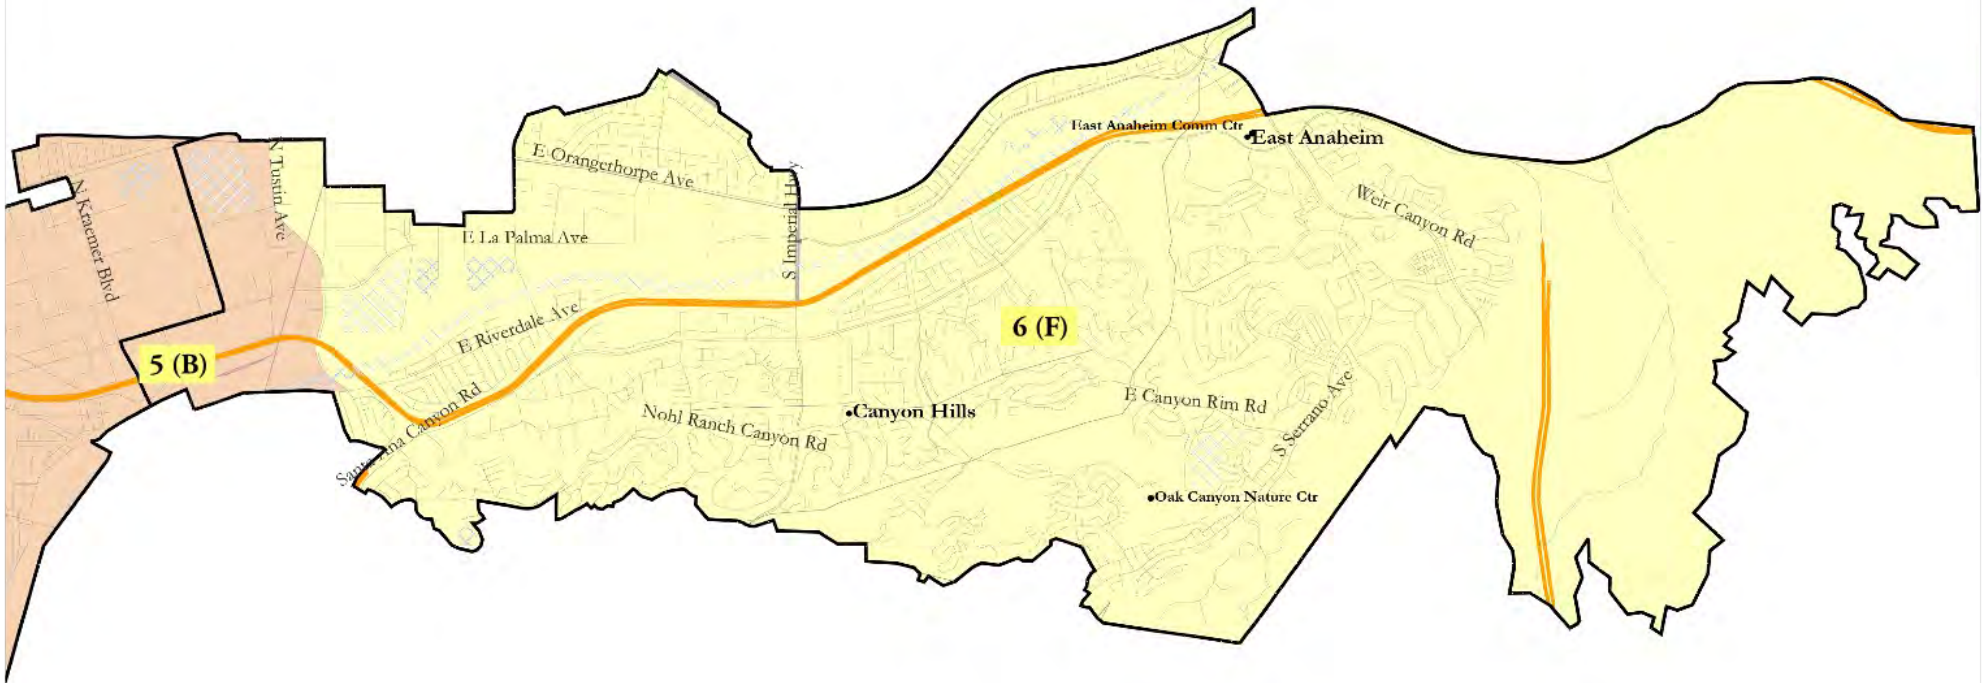 East Anaheim Comm Ctr
East Anaheim
E Orangethorpe Ave
N Tustin Ave
N Kraemer Blvd
S Imperial Hwy
Weir Canyon Rd
E La Palma Ave
E Riverdale Ave
6 (F)
5 (B)
Santa Ana Canyon Rd
Nohl Ranch Canyon Rd
Canyon Hills
E Canyon Rim Rd
S Serrano Ave
Oak Canyon Nature Ctr